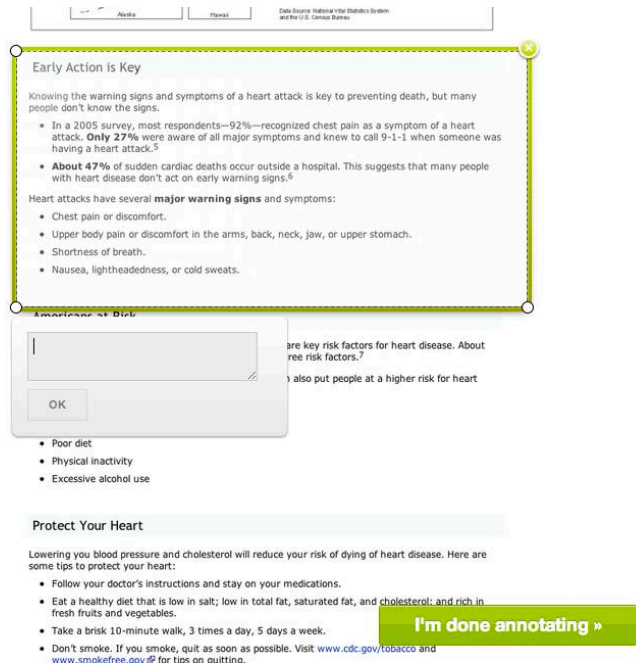 Alaska
Hawaii
Data Source: National Vital Statistics System
and the U.S. Census Bureau
Early Action is Key
Knowing the warning signs and symptoms of a heart attack is key to preventing death, but many
people don't know the signs.
• In a 2005 survey, most respondents—92%—recognized chest pain as a symptom of a heart
attack. Only 27% were aware of all major symptoms and knew to call 9-1-1 when someone was
having a heart attack.5
• About 47% of sudden cardiac deaths occur outside a hospital. This suggests that many people
with heart disease don't act on early warning signs.6
Heart attacks have several major warning signs and symptoms:
• Chest pain or discomfort.
• Upper body pain or discomfort in the arms, back, neck, jaw, or upper stomach.
• Shortness of breath.
• Nausea, lightheadedness, or cold sweats.
Americans at Risk
are key risk factors for heart disease. About
ree risk factors.7
also put people at a higher risk for heart
OK
• Poor diet
• Physical inactivity
• Excessive alcohol use
Protect Your Heart
Lowering you blood pressure and cholesterol will reduce your risk of dying of heart disease. Here are
some tips to protect your heart:
• Follow your doctor's instructions and stay on your medications.
• Eat a healthy diet that is low in salt; low in total fat, saturated fat, and cholesterol; and rich in
fresh fruits and vegetables.
• Take a brisk 10-minute walk, 3 times a day, 5 days a week.
• Don't smoke. If you smoke, quit as soon as possible. Visit www.cdc.gov/tobacco and
www.smokefree.gov for tips on quitting.
I'm done annotating »